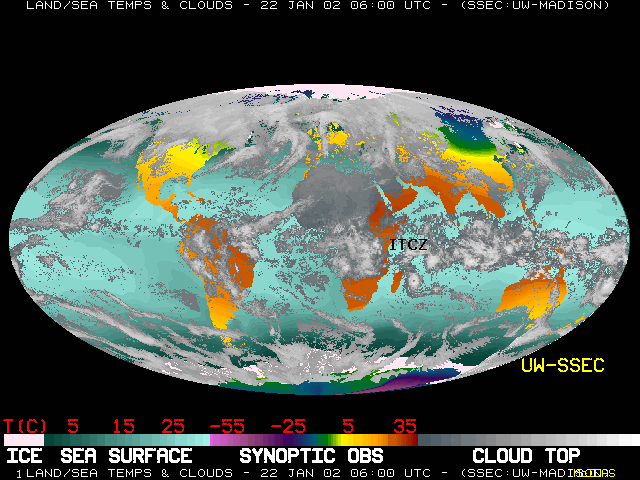 LAND/SEA TEMPS & CLOUDS - 22 JAN 02 06:00 UTC - (SSEC:UW-MADISON)
ITCZ
UW-SSEC
T(C) 5 15 25 -55 -25 5 35
ICE SEA SURFACE SYNOPTIC OBS CLOUD TOP
1 LAND/SEA TEMPS & CLOUDS - 22 JAN 02 06:00 UTC - (SSEC:UW-MADISON)